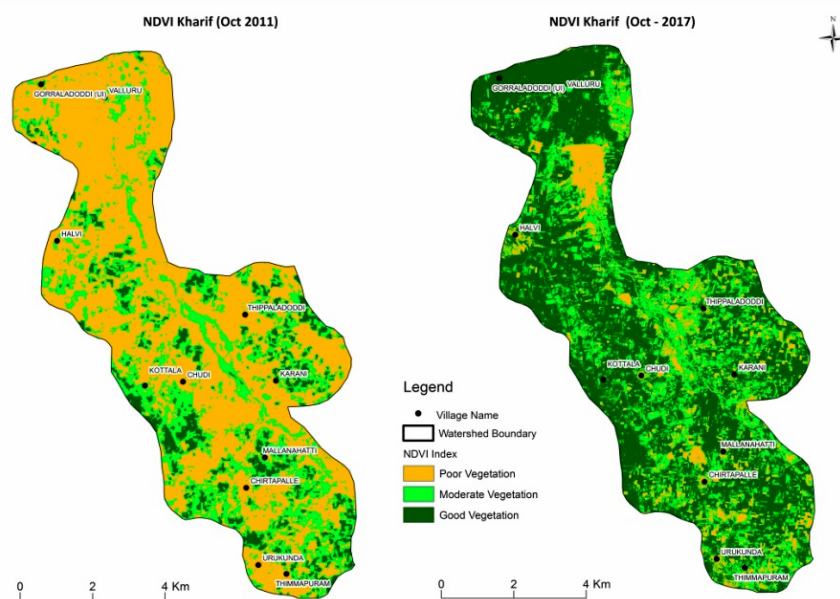 NDVI Kharif (Oct 2011)
NDVI Kharif (Oct - 2017)
N
GORRALADODDI (UI)
VALLURU
HALVI
THIPPALADODDI
KOTTALA
CHUDI
KARANI
MALLANAHATTI
CHIRTAPALLE
URUKUNDA
THIMMAPURAM
0 2 4 Km
Legend
Village Name
Watershed Boundary
NDVI Index
Poor Vegetation
Moderate Vegetation
Good Vegetation
GORRALADODDI (UI)
VALLURU
HALVI
THIPPALADODDI
KOTTALA
CHUDI
KARANI
MALLANAHATTI
CHIRTAPALLE
URUKUNDA
THIMMAPURAM
0 2 4 Km